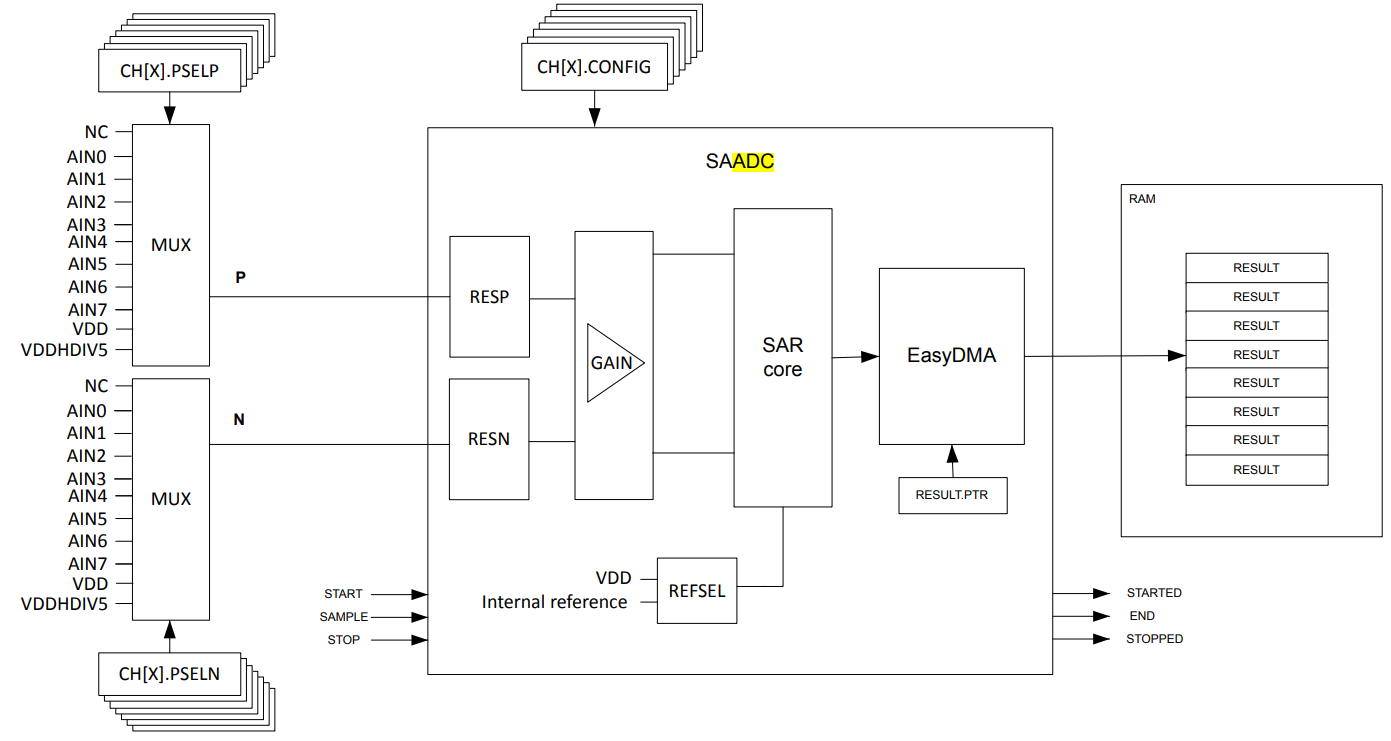 CH[X].PSELP
CH[X].CONFIG
NC
AIN0
AIN1
AIN2
AIN3
AIN4
AIN5
AIN6
AIN7
VDD
VDDHDIV5
MUX
P
NC
AIN0
AIN1
AIN2
AIN3
AIN4
AIN5
AIN6
AIN7
VDD
VDDHDIV5
MUX
N
CH[X].PSELN
SAADC
RESP
RESN
GAIN
SAR
core
EasyDMA
RESULT.PTR
VDD
Internal reference
REFSEL
START
SAMPLE
STOP
STARTED
END
STOPPED
RAM
RESULT
RESULT
RESULT
RESULT
RESULT
RESULT
RESULT
RESULT